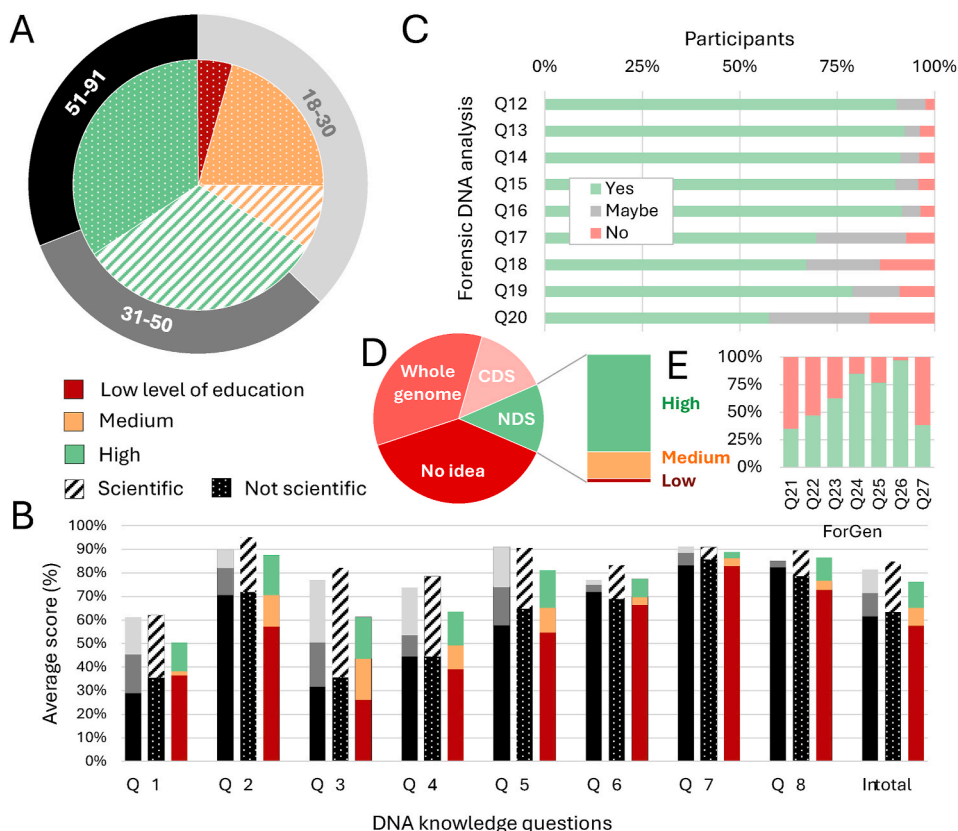 A
51-91
18-30
31-50
Low level of education
Medium
High
Scientific
Not scientific
C
Participants
0% 25% 50% 75% 100%
Forensic DNA analysis
Q12
Q13
Q14
Q15
Q16
Q17
Q18
Q19
Q20
Yes
Maybe
No
D
Whole
genome
CDS
NDS
No idea
High
Medium
Low
E
100%
75%
50%
25%
0%
Q21 Q22 Q23 Q24 Q25 Q26 Q27
ForGen
B
Average score (%)
100%
90%
80%
70%
60%
50%
40%
30%
20%
10%
0%
Q 1 Q 2 Q 3 Q 4 Q 5 Q 6 Q 7 Q 8 Intotal
DNA knowledge questions